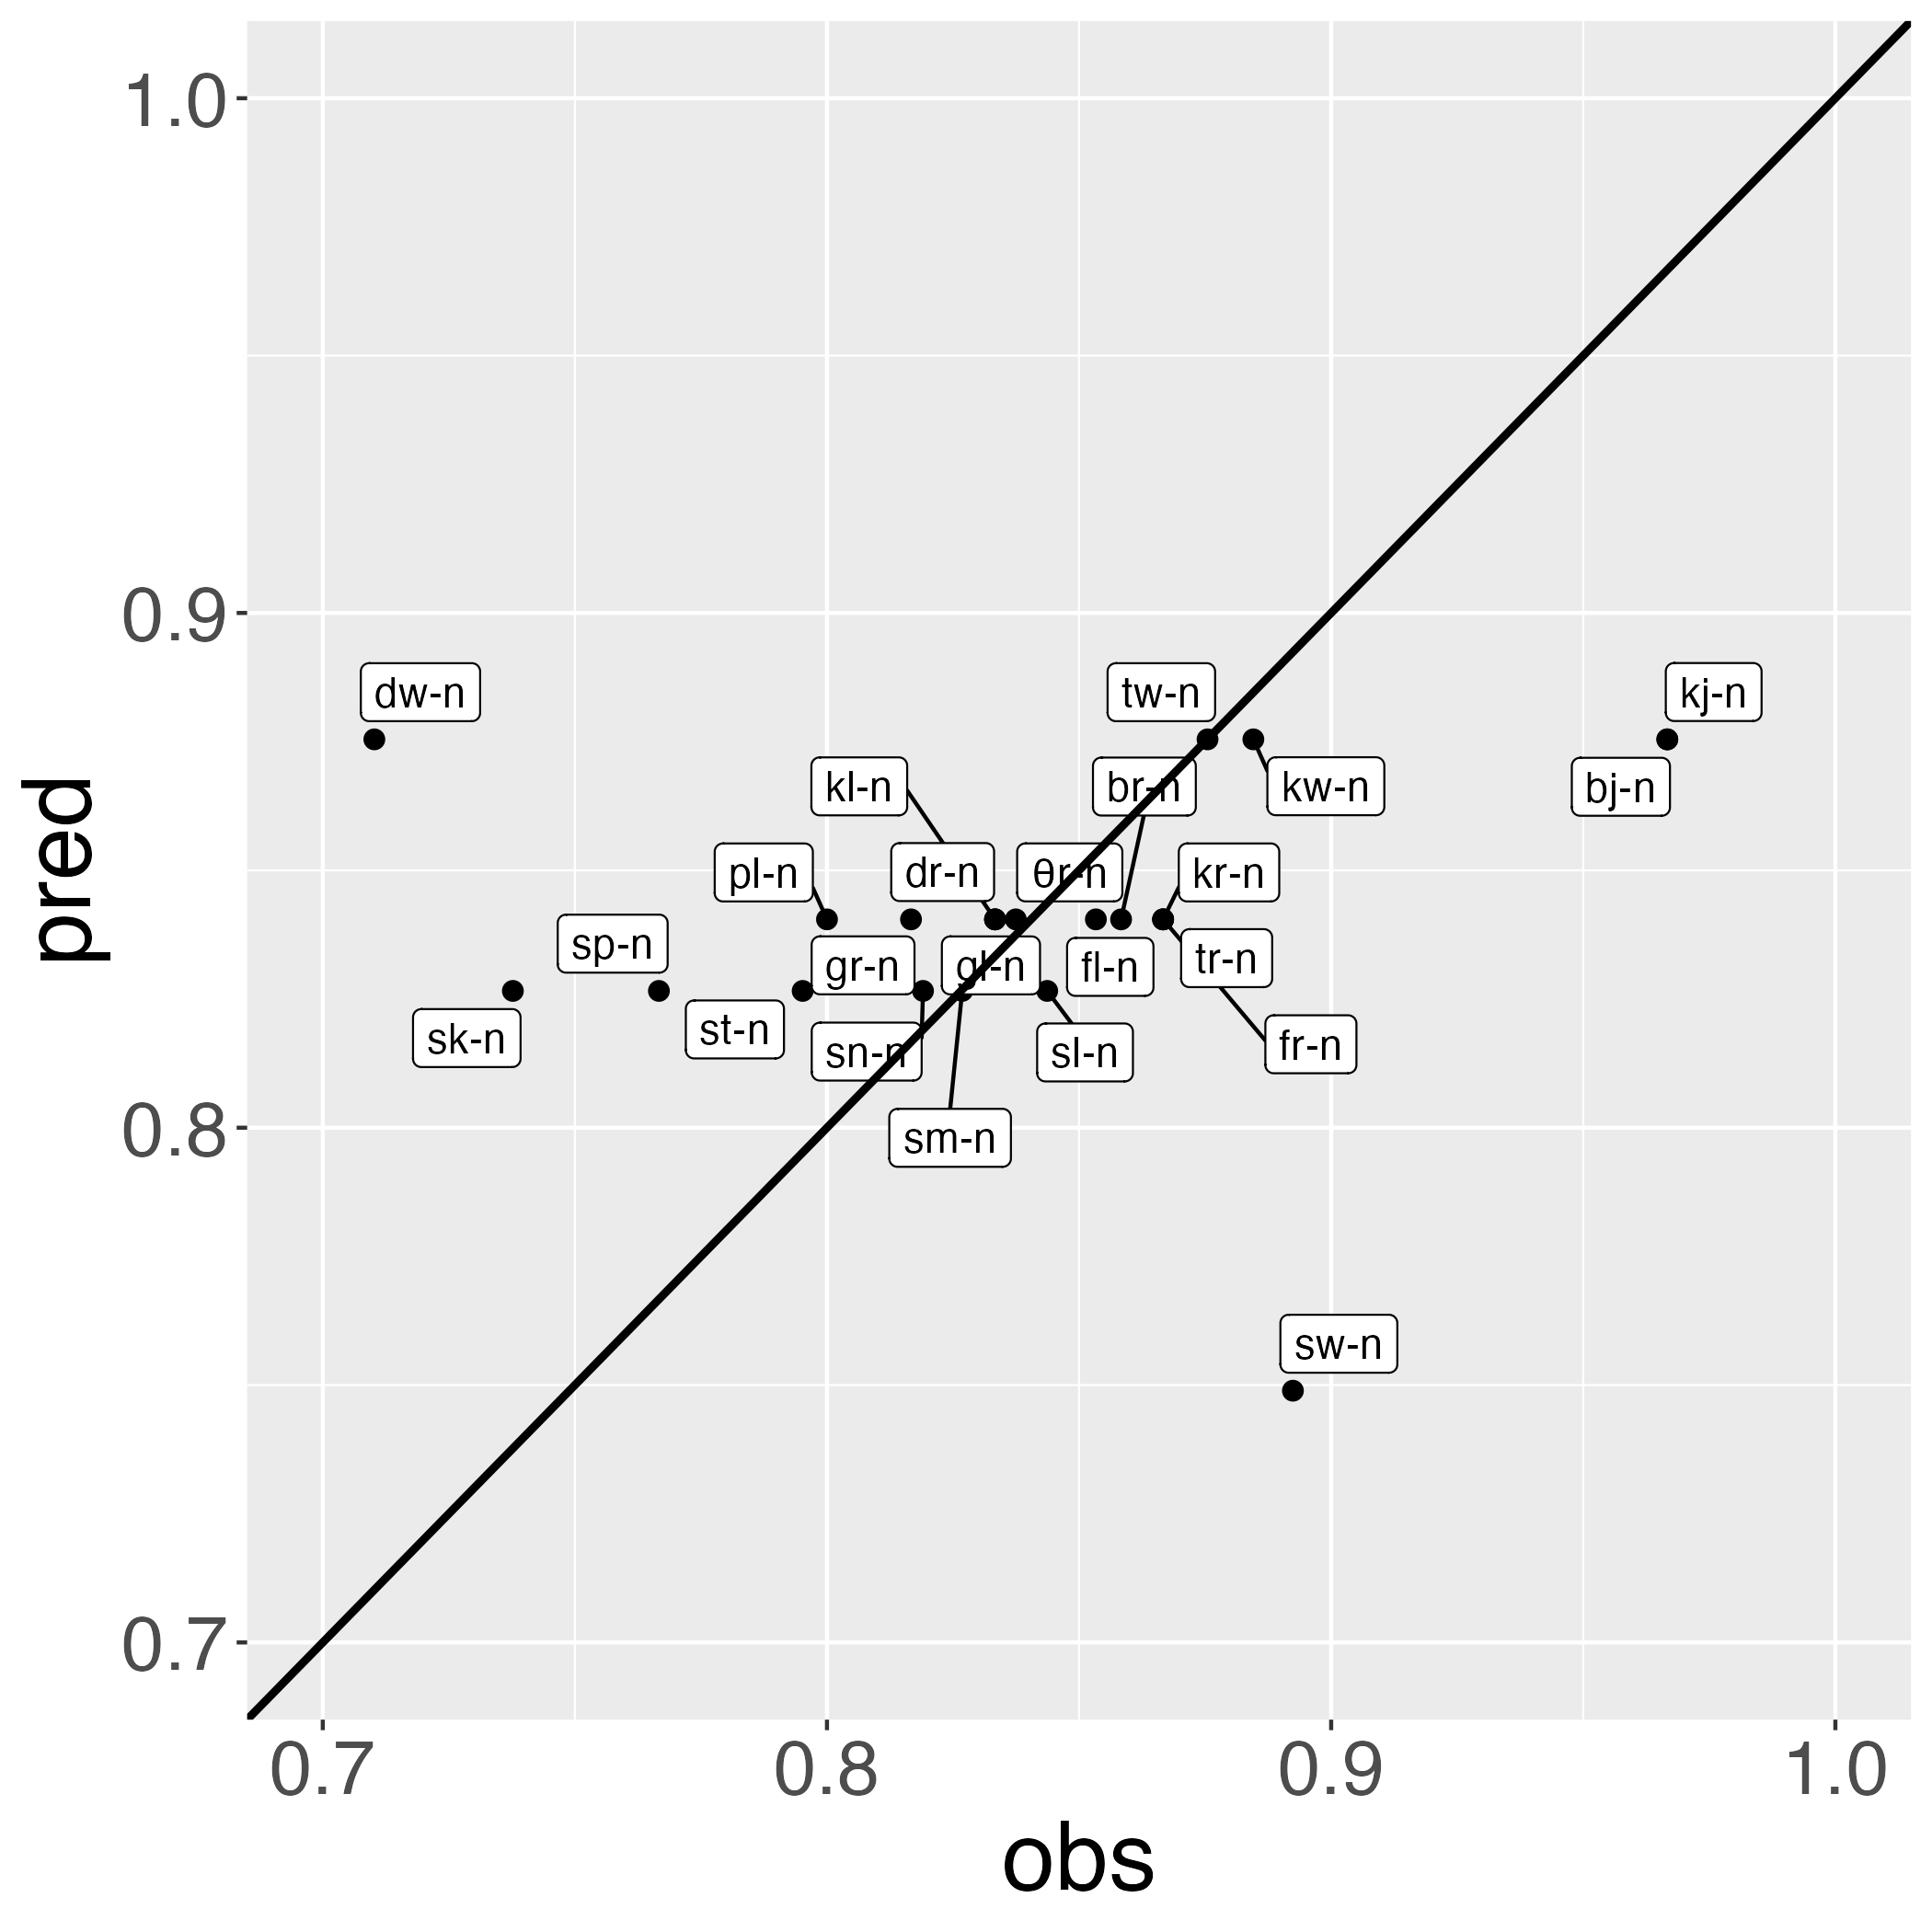 1.0
0.9
0.8
0.7
pred
dw-n
tw-n
kj-n
kl-n
br-n
kw-n
bj-n
pl-n
dr-n
θr-n
kr-n
sp-n
gr-n
gl-n
fl-n
tr-n
sk-n
st-n
sn-n
sl-n
fr-n
sm-n
sw-n
0.7
0.8
0.9
1.0
obs